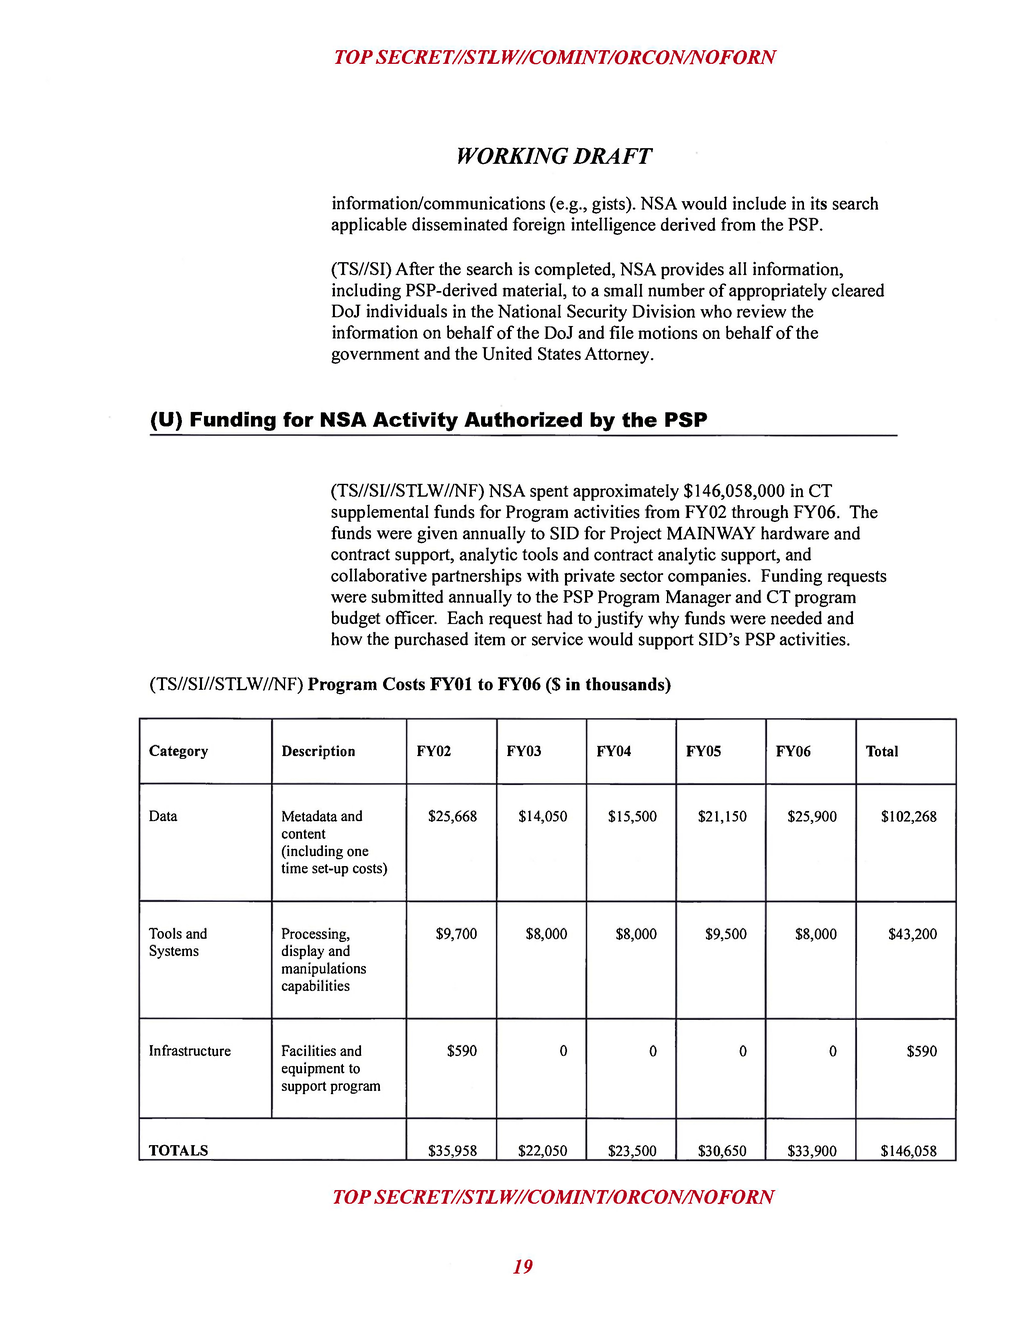 TOP SECRET//STLW//COMINT/ORCON/NOFORN
WORKING DRAFT
information/communications (e.g., gists). NSA would include in its search
applicable disseminated foreign intelligence derived from the PSP.
(TS//SI) After the search is completed, NSA provides all information,
including PSP-derived material, to a small number of appropriately cleared
DoJ individuals in the National Security Division who review the
information on behalf of the DoJ and file motions on behalf of the
government and the United States Attorney.
(U) Funding for NSA Activity Authorized by the PSP
(TS//SI//STLW//NF) NSA spent approximately $146,058,000 in CT
supplemental funds for Program activities from FY02 through FY06. The
funds were given annually to SID for Project MAINWAY hardware and
contract support, analytic tools and contract analytic support, and
collaborative partnerships with private sector companies. Funding requests
were submitted annually to the PSP Program Manager and CT program
budget officer. Each request had to justify why funds were needed and
how the purchased item or service would support SID's PSP activities.
(TS//SI//STLW//NF) Program Costs FY01 to FY06 ($ in thousands)
Category Description FY02 FY03 FY04 FY05 FY06 Total
Data Metadata and $25,668 $14,050 $15,500 $21,150 $25,900 $102,268
content
(including one
time set-up costs)
Tools and Processing, $9,700 $8,000 $8,000 $9,500 $8,000 $43,200
Systems display and
manipulations
capabilities
Infrastructure Facilities and $590 0 0 0 0 $590
equipment to
support program
TOTALS $35,958 $22,050 $23,500 $30,650 $33,900 $146,058
TOP SECRET//STLW//COMINT/ORCON/NOFORN
19